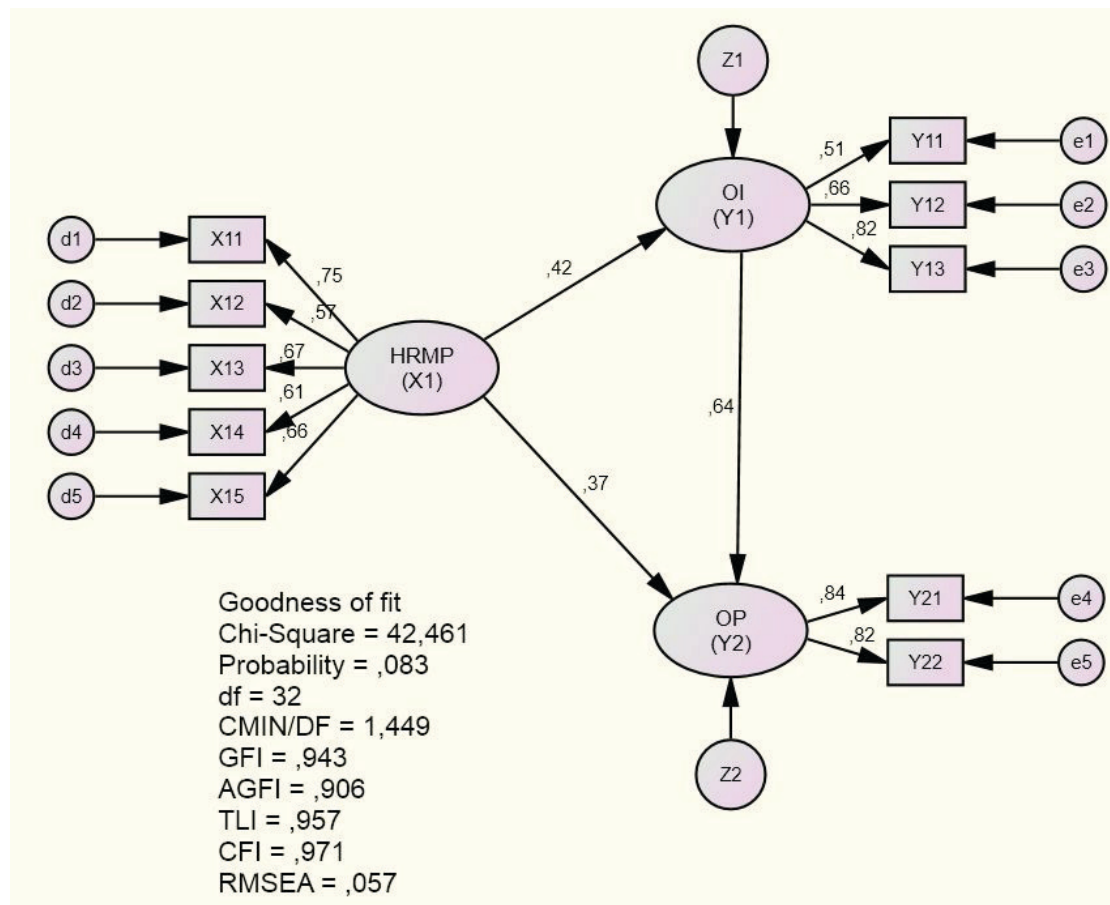 Z1
OI
(Y1)
,51
Y11
e1
,66
Y12
e2
,82
Y13
e3
d1
X11
,75
d2
X12
,57
d3
X13
,67
d4
X14
,61
d5
X15
,66
HRMP
(X1)
,42
,37
,64
OP
(Y2)
,84
Y21
e4
,82
Y22
e5
Z2
Goodness of fit
Chi-Square = 42,461
Probability = ,083
df = 32
CMIN/DF = 1,449
GFI = ,943
AGFI = ,906
TLI = ,957
CFI = ,971
RMSEA = ,057